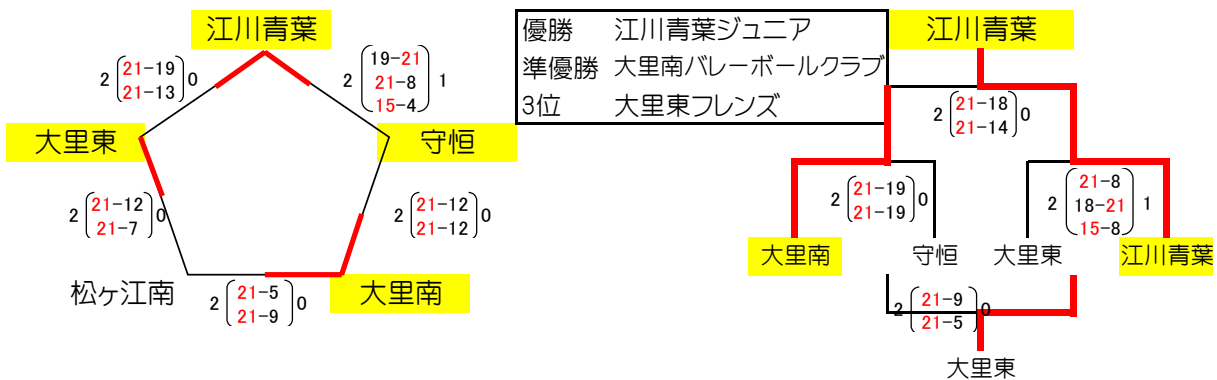 江川青葉
2 21-19 0
21-13
2 19-21 1
21-8
15-4
大里東
守恒
2 21-12 0
21-7
2 21-12 0
21-12
松ヶ江南
2 21-5 0
21-9
大里南
優勝 江川青葉ジュニア
準優勝 大里南バレーボールクラブ
3位 大里東フレンズ
江川青葉
2 21-18 0
21-14
2 21-19 0
21-19
2 21-8 1
18-21
15-8
大里南
守恒
大里東
江川青葉
2 21-9 0
21-5
大里東